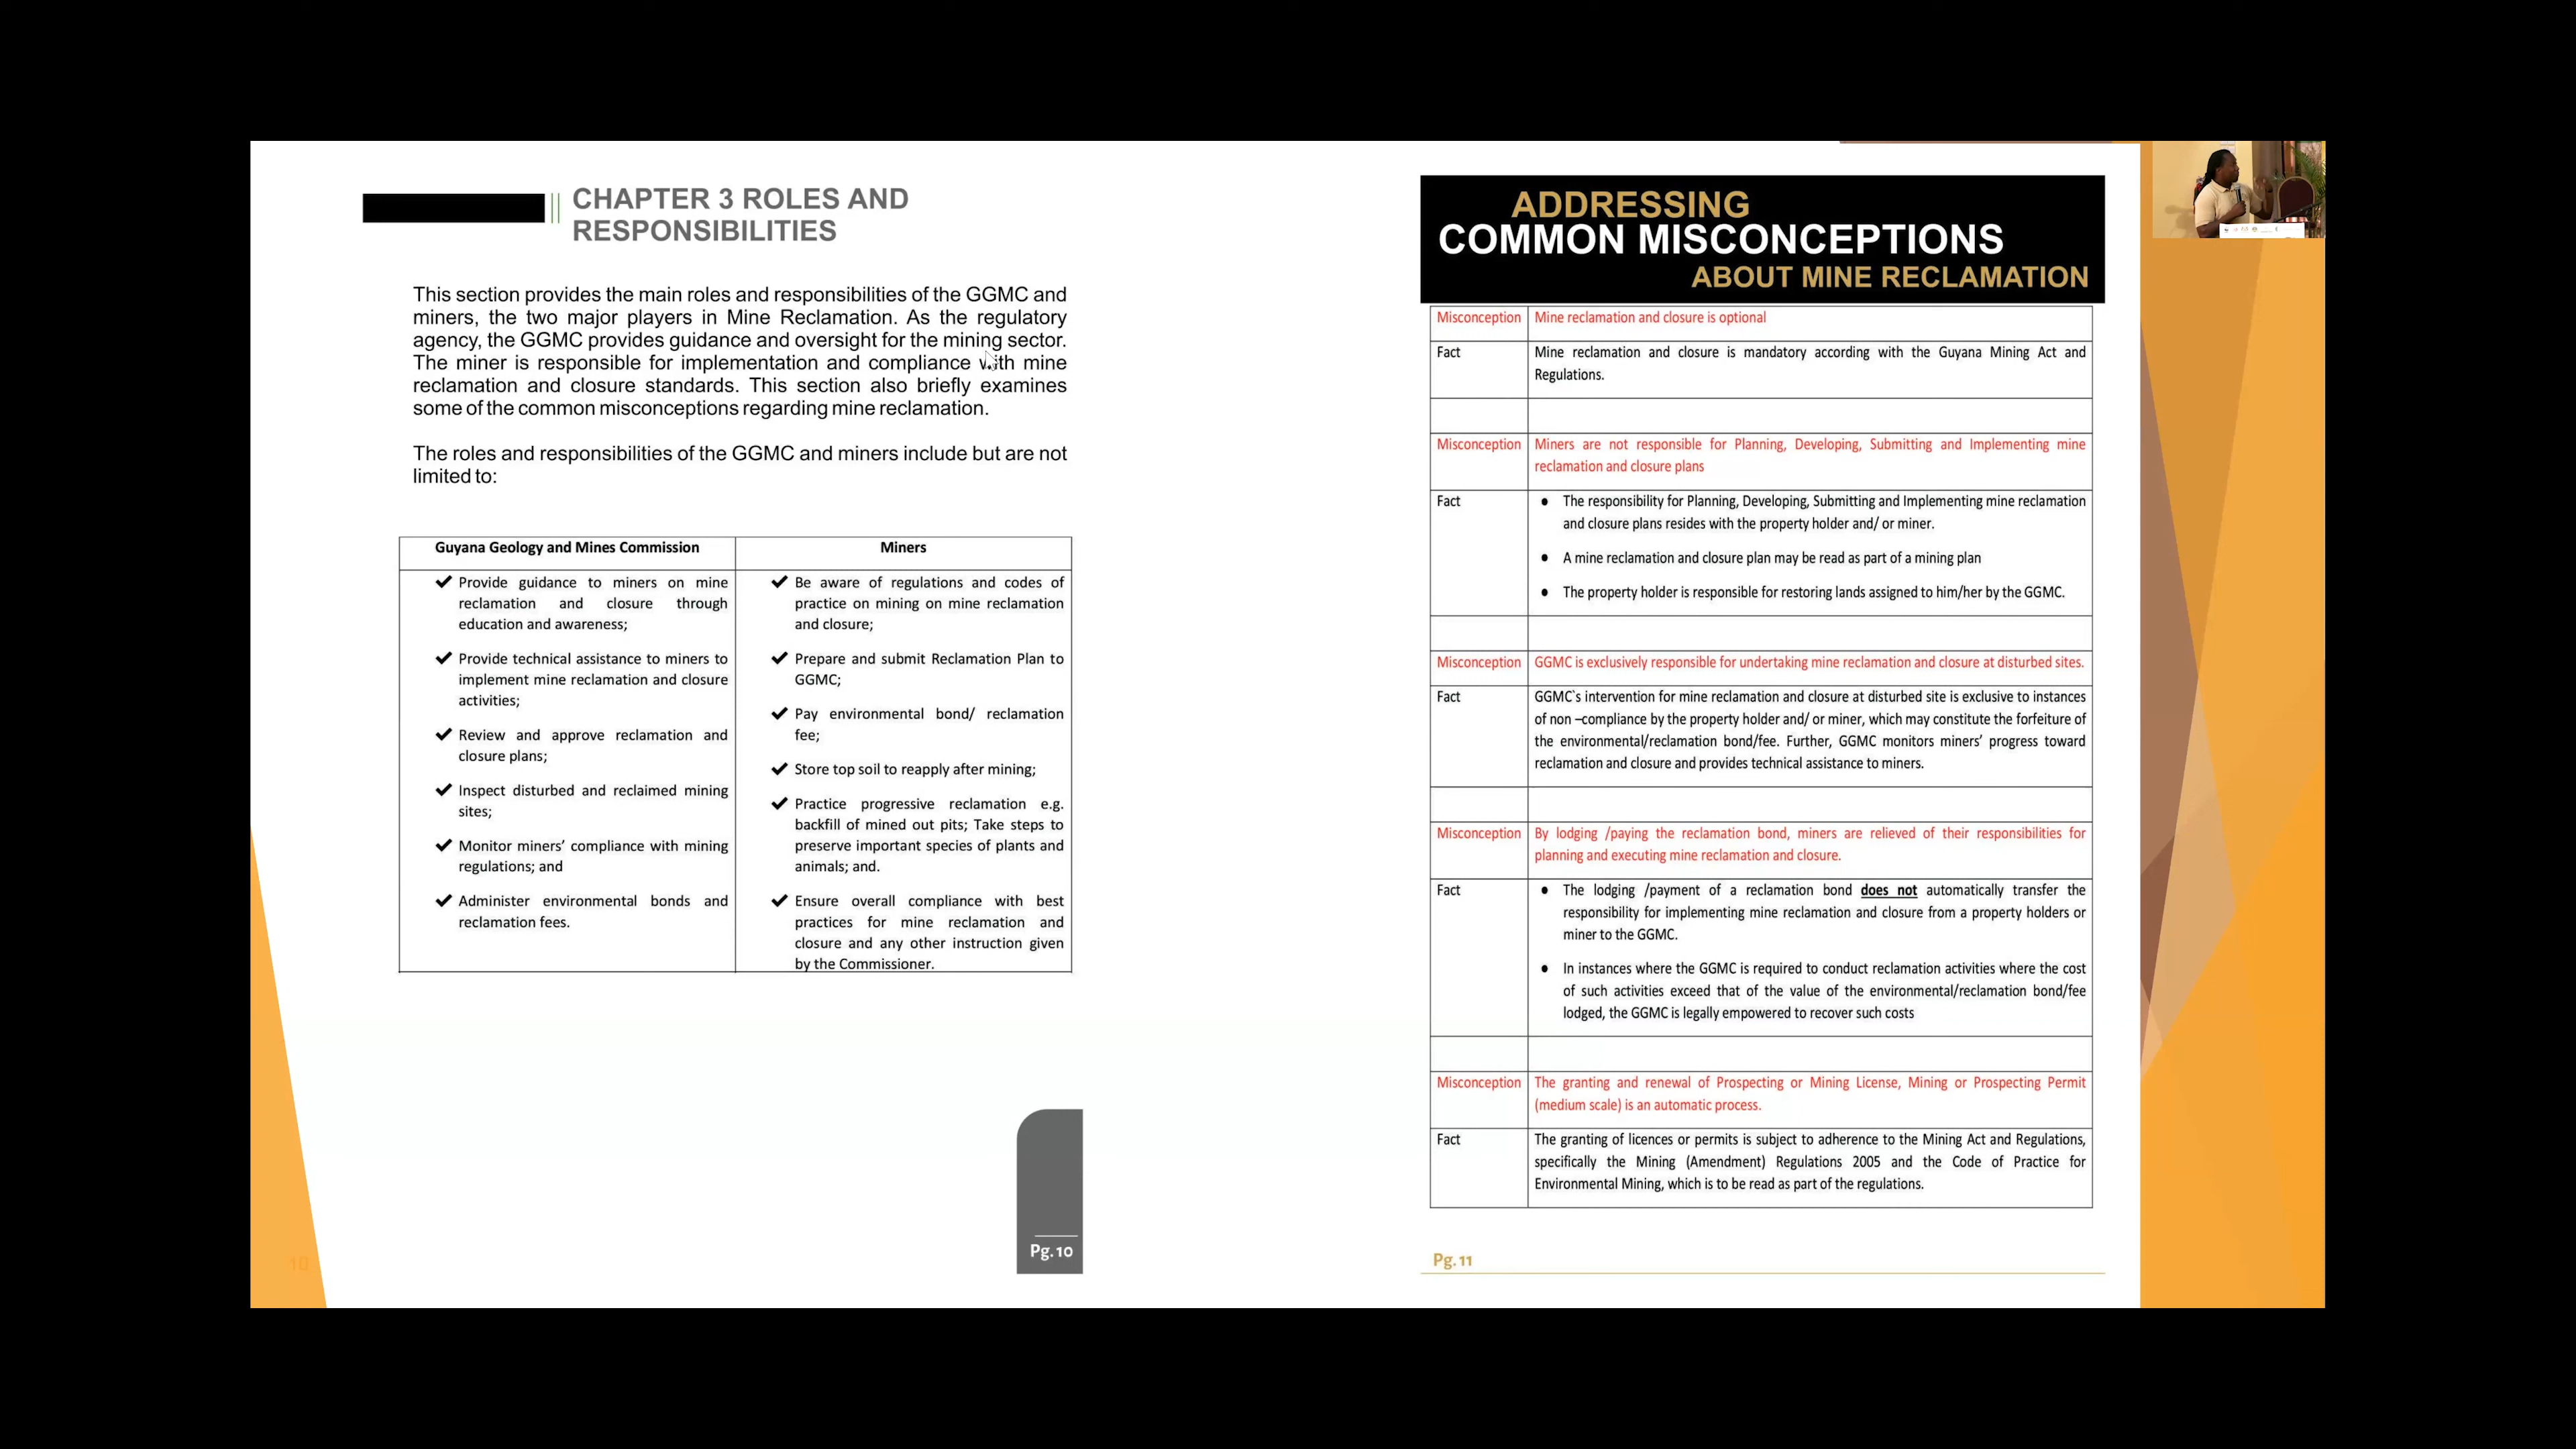 CHAPTER 3 ROLES AND
RESPONSIBILITIES
This section provides the main roles and responsibilities of the GGMC and
miners, the two major players in Mine Reclamation. As the regulatory
agency, the GGMC provides guidance and oversight for the mining sector.
The miner is responsible for implementation and compliance with mine
reclamation and closure standards. This section also briefly examines
some of the common misconceptions regarding mine reclamation.
The roles and responsibilities of the GGMC and miners include but are not
limited to:
Guyana Geology and Mines Commission
✔ Provide guidance to miners on mine
reclamation and closure through
education and awareness;
✔ Provide technical assistance to miners to
implement mine reclamation and closure
activities;
✔ Review and approve reclamation and
closure plans;
✔ Inspect disturbed and reclaimed mining
sites;
✔ Monitor miners’ compliance with mining
regulations; and
✔ Administer environmental bonds and
reclamation fees.
Miners
✔ Be aware of regulations and codes of
practice on mining on mine reclamation
and closure;
✔ Prepare and submit Reclamation Plan to
GGMC;
✔ Pay environmental bond/ reclamation
fee;
✔ Store top soil to reapply after mining;
✔ Practice progressive reclamation e.g.
backfill of mined out pits; Take steps to
preserve important species of plants and
animals; and.
✔ Ensure overall compliance with best
practices for mine reclamation and
closure and any other instruction given
by the Commissioner.
Pg. 10
10
ADDRESSING
COMMON MISCONCEPTIONS
ABOUT MINE RECLAMATION
Misconception Mine reclamation and closure is optional
Fact Mine reclamation and closure is mandatory according with the Guyana Mining Act and
Regulations.
Misconception Miners are not responsible for Planning, Developing, Submitting and Implementing mine
reclamation and closure plans
Fact • The responsibility for Planning, Developing, Submitting and Implementing mine reclamation
and closure plans resides with the property holder and/ or miner.
• A mine reclamation and closure plan may be read as part of a mining plan
• The property holder is responsible for restoring lands assigned to him/her by the GGMC.
Misconception GGMC is exclusively responsible for undertaking mine reclamation and closure at disturbed sites.
Fact GGMC`s intervention for mine reclamation and closure at disturbed site is exclusive to instances
of non –compliance by the property holder and/ or miner, which may constitute the forfeiture of
the environmental/reclamation bond/fee. Further, GGMC monitors miners’ progress toward
reclamation and closure and provides technical assistance to miners.
Misconception By lodging /paying the reclamation bond, miners are relieved of their responsibilities for
planning and executing mine reclamation and closure.
Fact • The lodging /payment of a reclamation bond does not automatically transfer the
responsibility for implementing mine reclamation and closure from a property holders or
miner to the GGMC.
• In instances where the GGMC is required to conduct reclamation activities where the cost
of such activities exceed that of the value of the environmental/reclamation bond/fee
lodged, the GGMC is legally empowered to recover such costs
Misconception The granting and renewal of Prospecting or Mining License, Mining or Prospecting Permit
(medium scale) is an automatic process.
Fact The granting of licences or permits is subject to adherence to the Mining Act and Regulations,
specifically the Mining (Amendment) Regulations 2005 and the Code of Practice for
Environmental Mining, which is to be read as part of the regulations.
Pg. 11